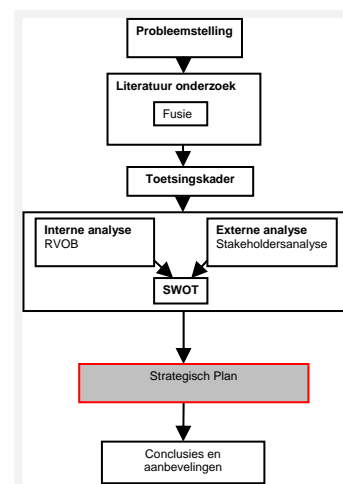 Probleemstelling
Literatuur onderzoek
Fusie
Toetsingskader
Interne analyse
RVOB
Externe analyse
Stakeholdersanalyse
SWOT
Strategisch Plan
Conclusies en
aanbevelingen